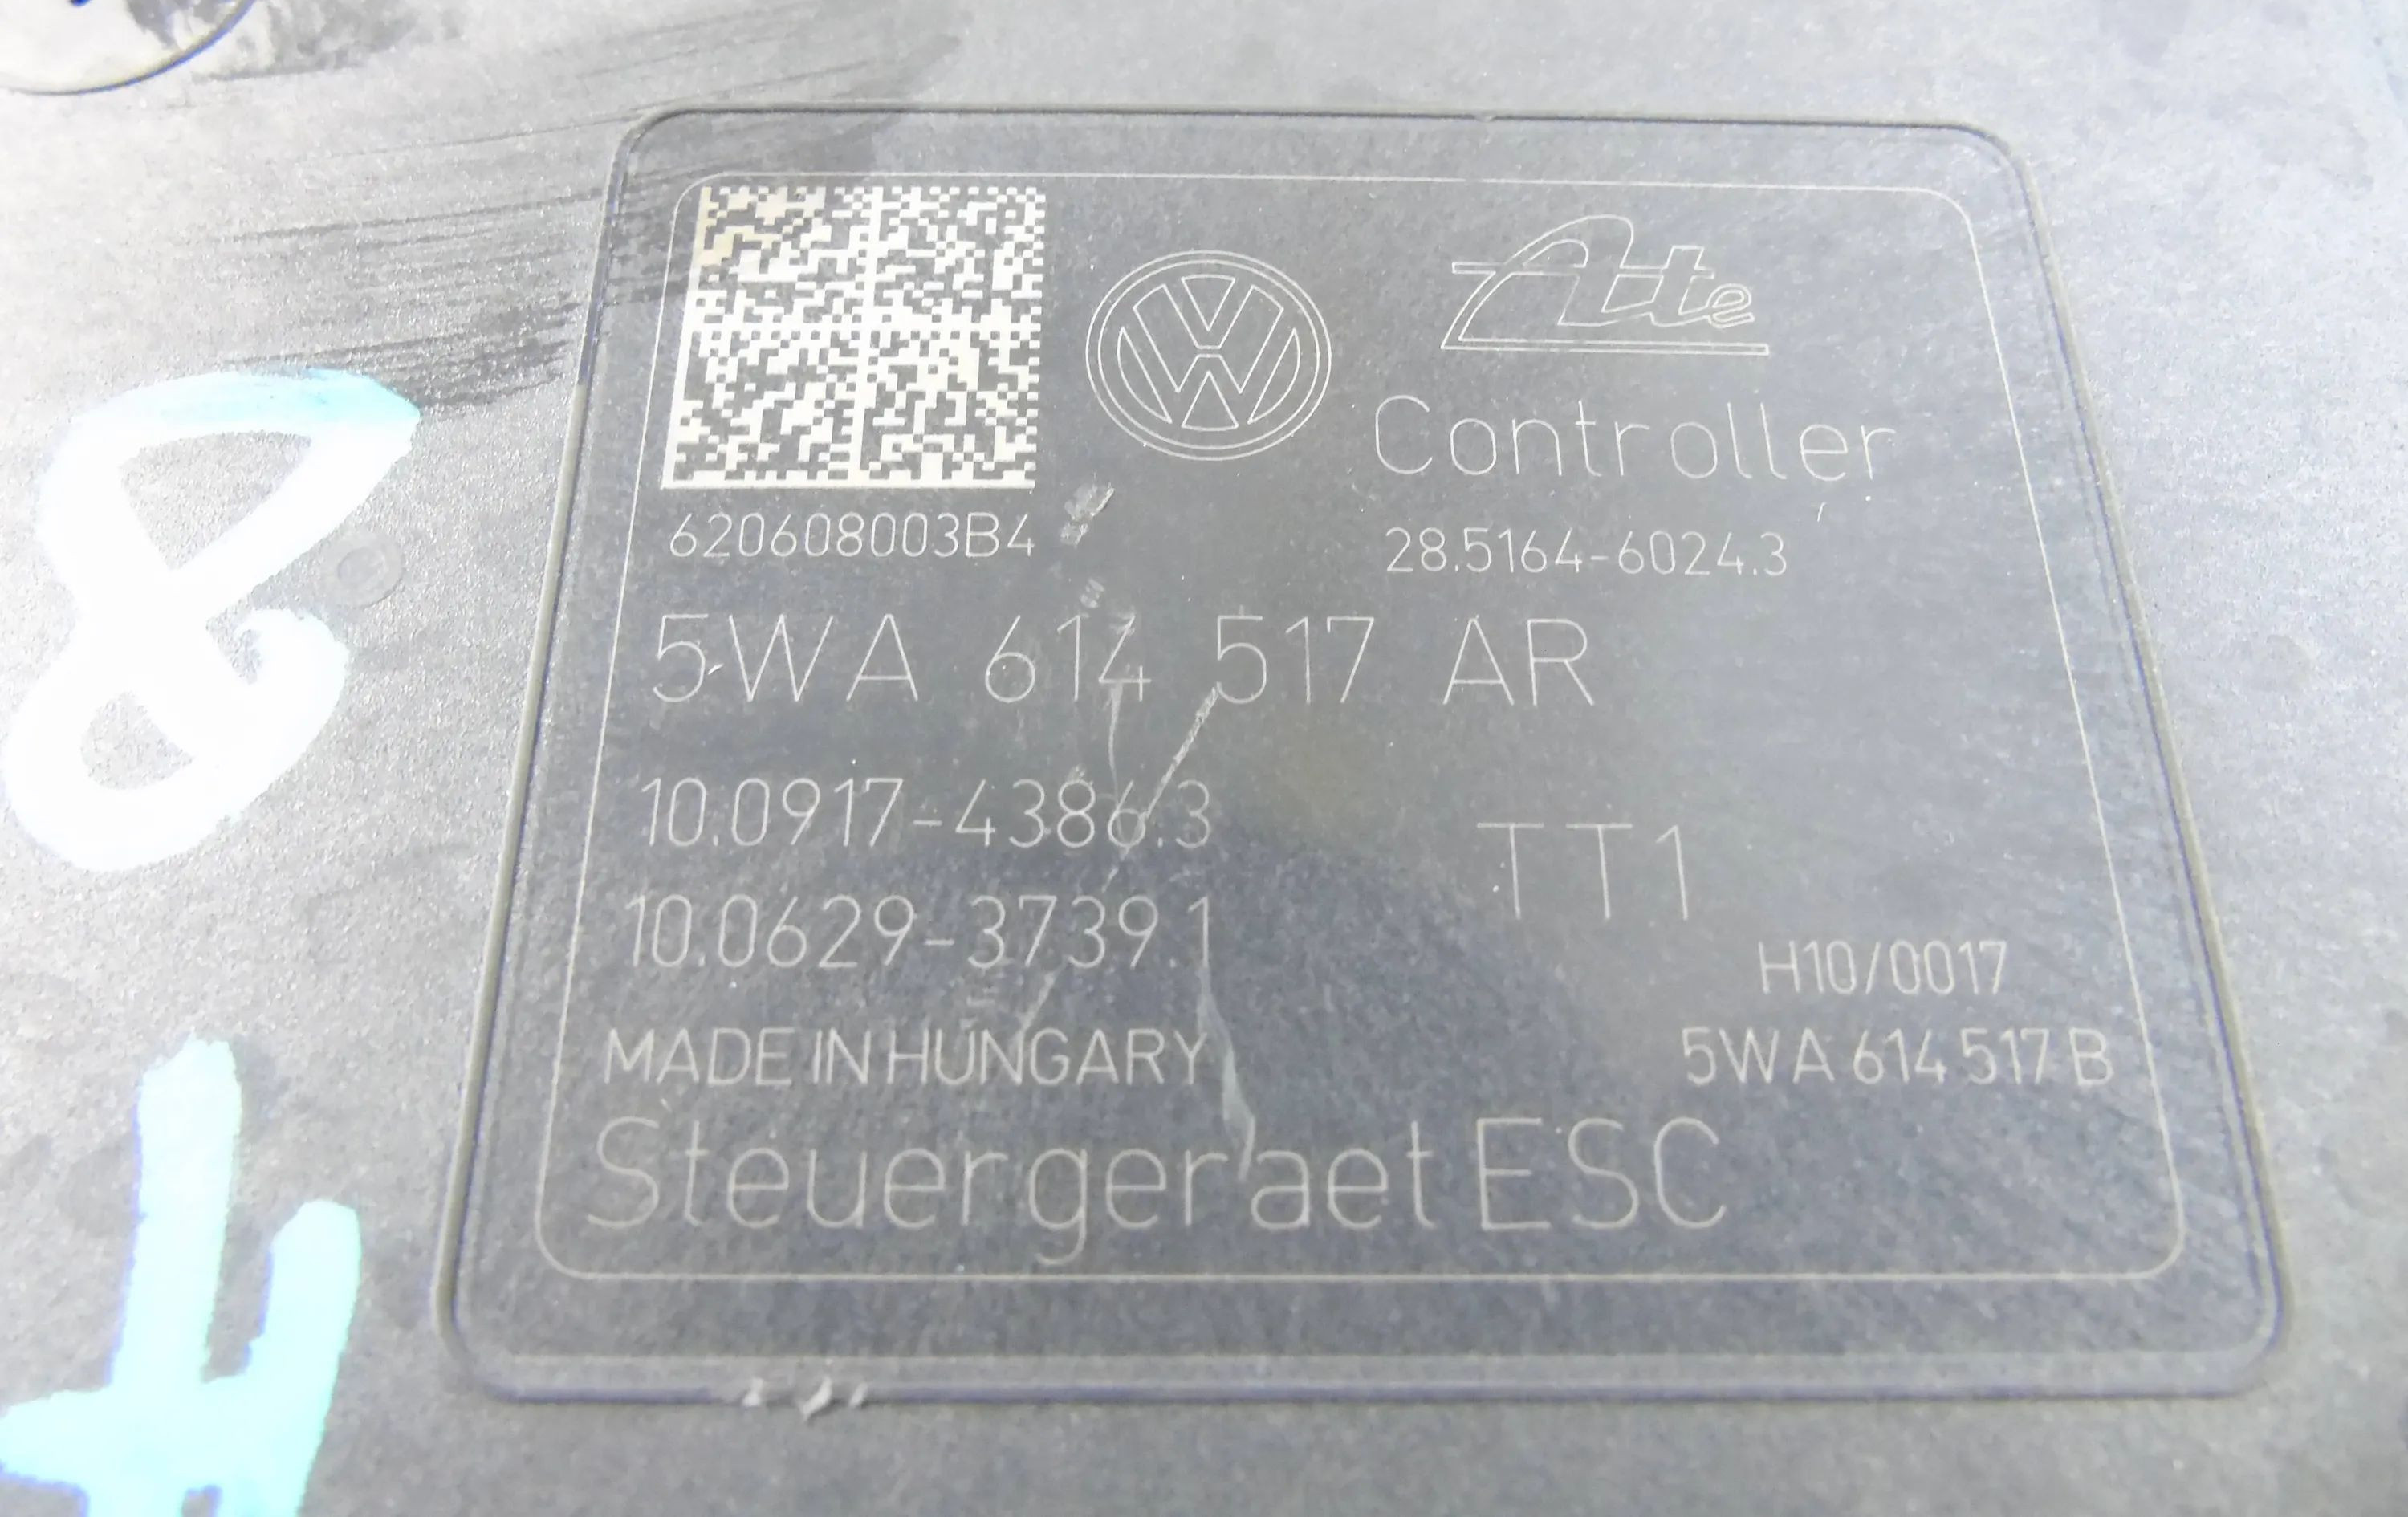 Ate
Controller
620608003B4
28.5164-6024.3
5WA 614 517 AR
10.0917-4386.3
TT1
10.0629-3739.1
H10/0017
MADE IN HUNGARY
5WA 614 517 B
Steuergeraet ESC
8